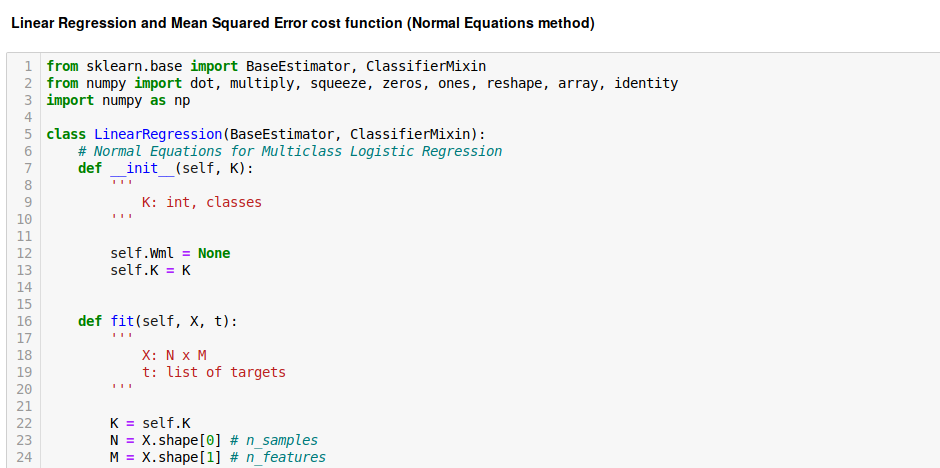 Linear Regression and Mean Squared Error cost function (Normal Equations method)
1 from sklearn.base import BaseEstimator, ClassifierMixin
2 from numpy import dot, multiply, squeeze, zeros, ones, reshape, array, identity
3 import numpy as np
4
5 class LinearRegression(BaseEstimator, ClassifierMixin):
6     # Normal Equations for Multiclass Logistic Regression
7     def __init__(self, K):
8         '''
9             K: int, classes
10         '''
11
12         self.Wml = None
13         self.K = K
14
15
16     def fit(self, X, t):
17         '''
18             X: N x M
19             t: list of targets
20         '''
21
22         K = self.K
23         N = X.shape[0] # n_samples
24         M = X.shape[1] # n_features